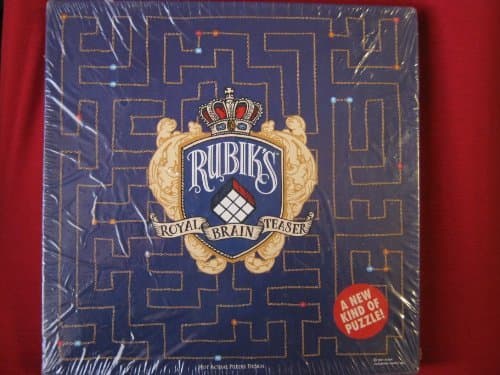 RUBIK'S
ROYAL BRAIN TEASER
A NEW
KIND OF
PUZZLE!
NOT ACTUAL PUZZLE DESIGN